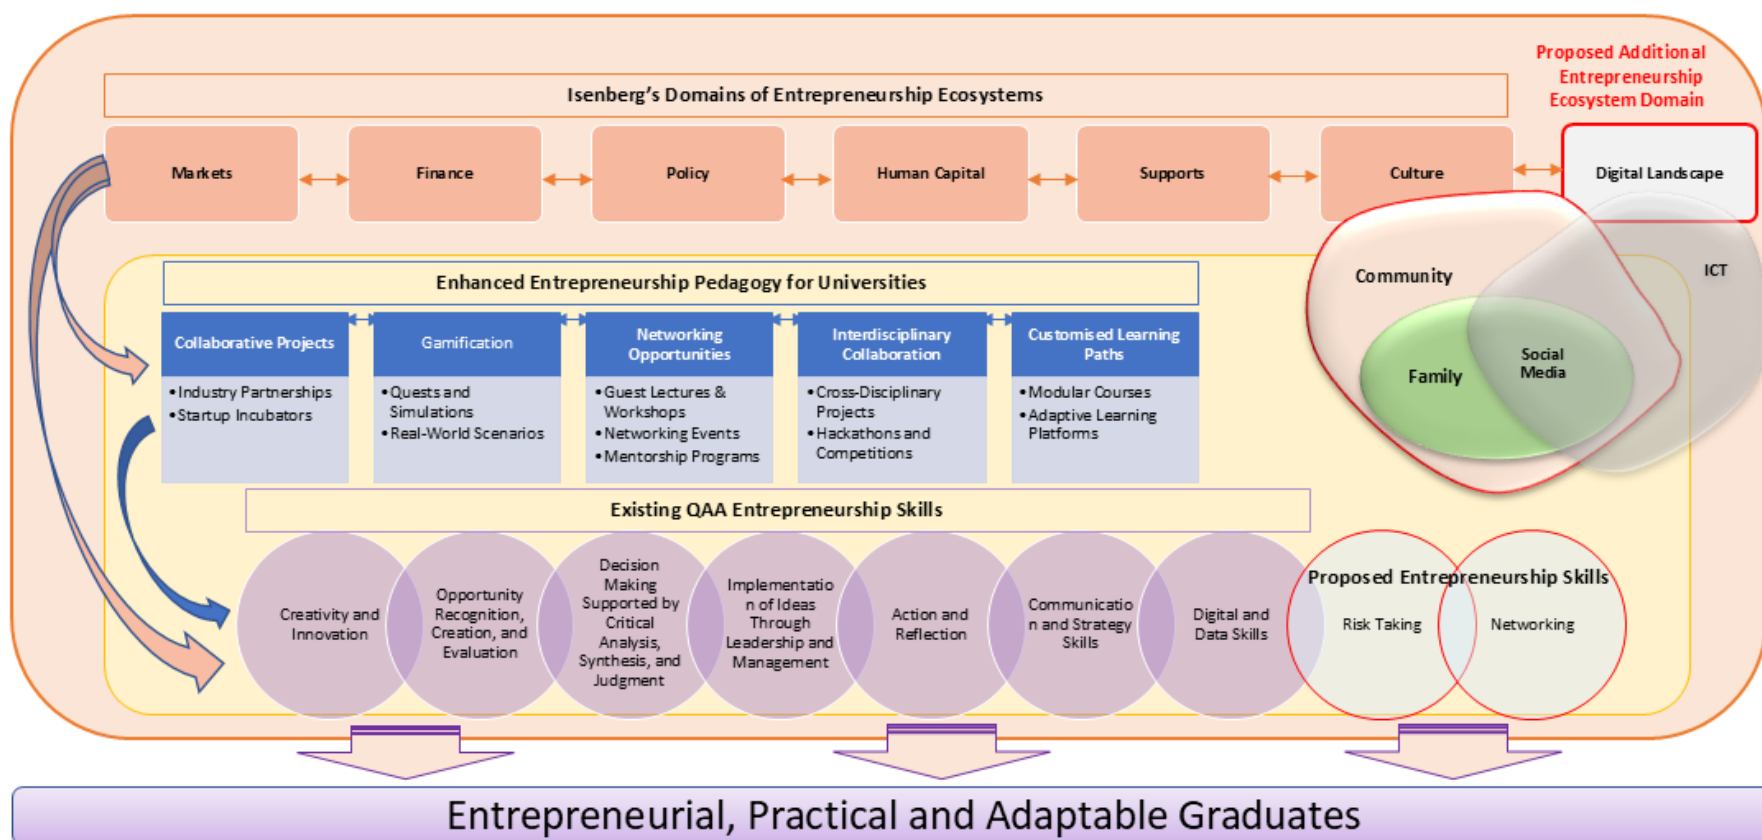 Proposed Additional
Entrepreneurship
Ecosystem Domain
Isenberg's Domains of Entrepreneurship Ecosystems
Markets
Finance
Policy
Human Capital
Supports
Culture
Digital Landscape
Community
ICT
Family
Social
Media
Enhanced Entrepreneurship Pedagogy for Universities
Collaborative Projects
• Industry Partnerships
• Startup Incubators
Gamification
• Quests and
Simulations
• Real-World Scenarios
Networking
Opportunities
• Guest Lectures &
Workshops
• Networking Events
• Mentorship Programs
Interdisciplinary
Collaboration
• Cross-Disciplinary
Projects
• Hackathons and
Competitions
Customised Learning
Paths
• Modular Courses
• Adaptive Learning
Platforms
Existing QAA Entrepreneurship Skills
Creativity and
Innovation
Opportunity
Recognition,
Creation, and
Evaluation
Decision
Making
Supported by
Critical
Analysis,
Synthesis, and
Judgment
Implementatio
n of Ideas
Through
Leadership and
Management
Action and
Reflection
Communicatio
n and Strategy
Skills
Digital and
Data Skills
Proposed Entrepreneurship Skills
Risk Taking
Networking
Entrepreneurial, Practical and Adaptable Graduates